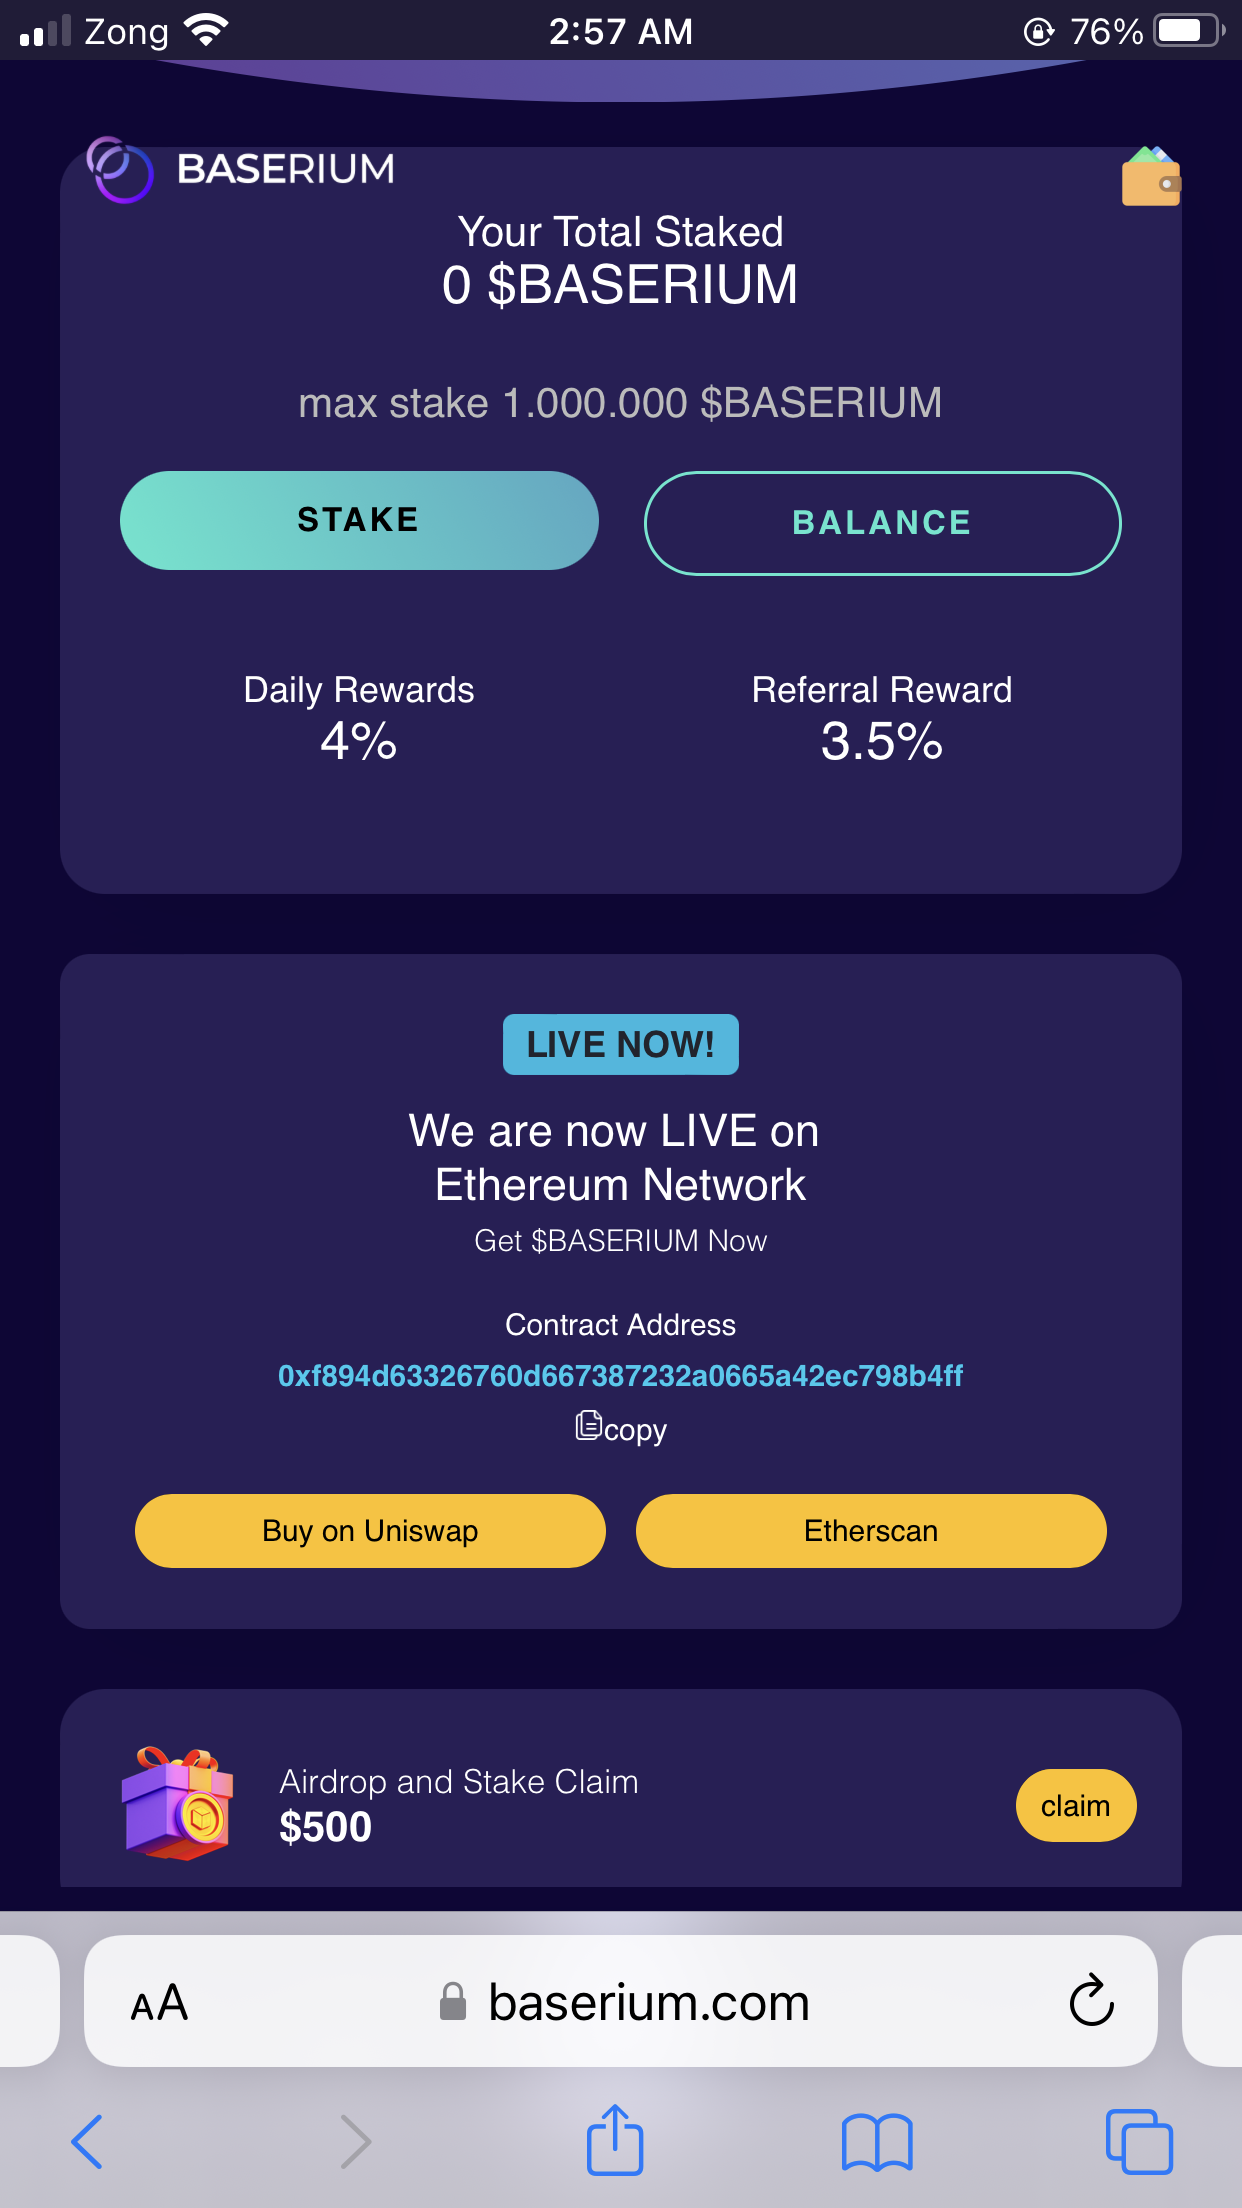 Zong
2:57 AM
76%
BASERIUM
Your Total Staked
0 $BASERIUM
max stake 1.000.000 $BASERIUM
STAKE
BALANCE
Daily Rewards
4%
Referral Reward
3.5%
LIVE NOW!
We are now LIVE on
Ethereum Network
Get $BASERIUM Now
Contract Address
0xf894d63326760d667387232a0665a42ec798b4ff
copy
Buy on Uniswap
Etherscan
Airdrop and Stake Claim
$500
claim
AA
baserium.com